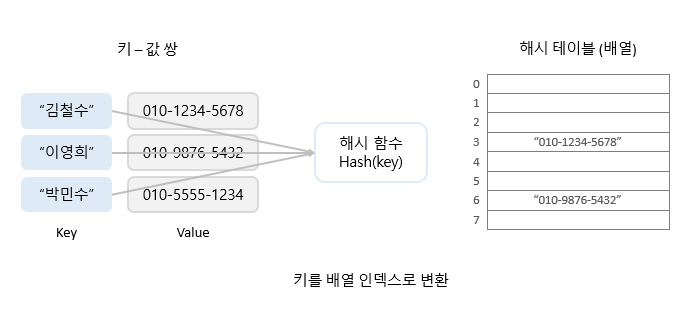 키 – 값 쌍
해시 테이블 (배열)
“김철수”
010-1234-5678
“이영희”
010-9876-5432
“박민수”
010-5555-1234
Key
Value
해시 함수
Hash(key)
0
1
2
3
“010-1234-5678”
4
5
6
“010-9876-5432”
7
키를 배열 인덱스로 변환